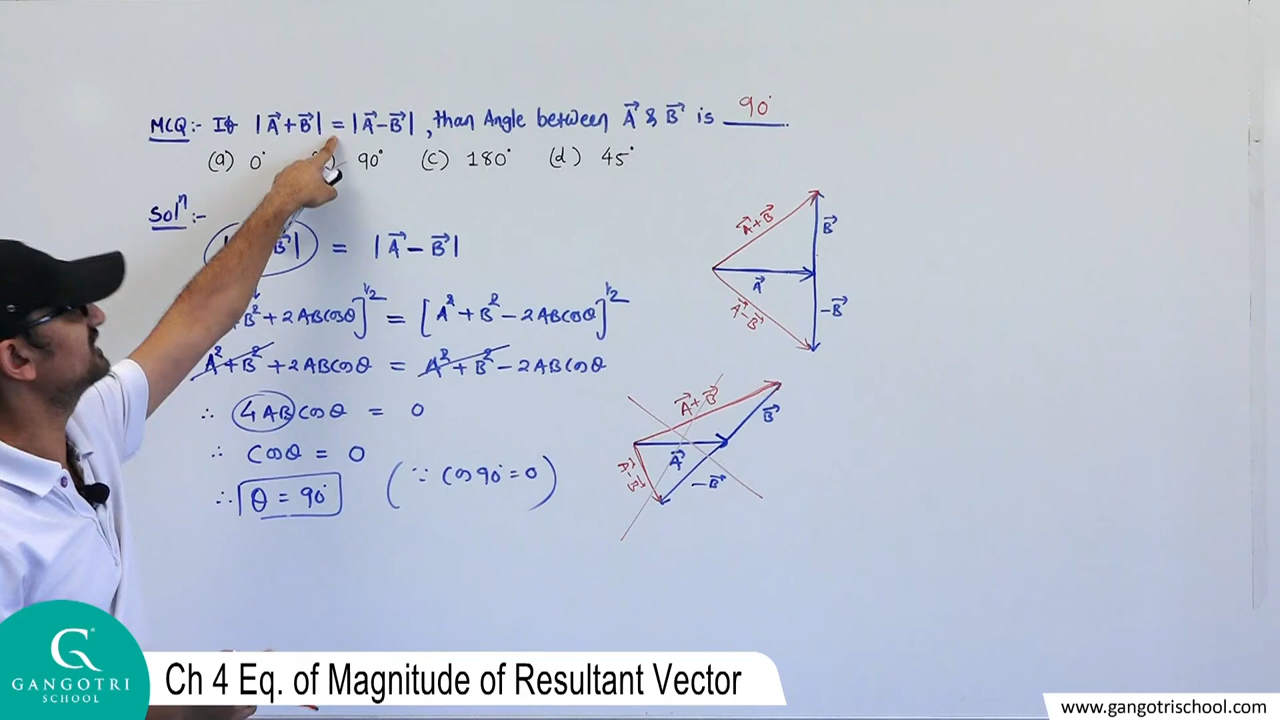 MCQ:- If |A⃗+B⃗| = |A⃗-B⃗|, than Angle between A⃗ & B⃗ is 90°
(a) 0° ) 90° (c) 180° (d) 45°
Solⁿ:-
B⃗| = |A⃗ - B⃗|
B² + 2ABcosθ]^1/2 = [A² + B² - 2ABcosθ]^1/2
A² + B² + 2ABcosθ = A² + B² - 2ABcosθ
∴ 4ABcosθ = 0
∴ cosθ = 0
∴ θ = 90° (∵ cos90° = 0)
A⃗+B⃗
B⃗
A⃗
A⃗-B⃗
-B⃗
A⃗+B⃗
B⃗
A⃗
A⃗-B⃗
-B⃗
G
GANGOTRI
SCHOOL
Ch 4 Eq. of Magnitude of Resultant Vector
www.gangotrischool.com